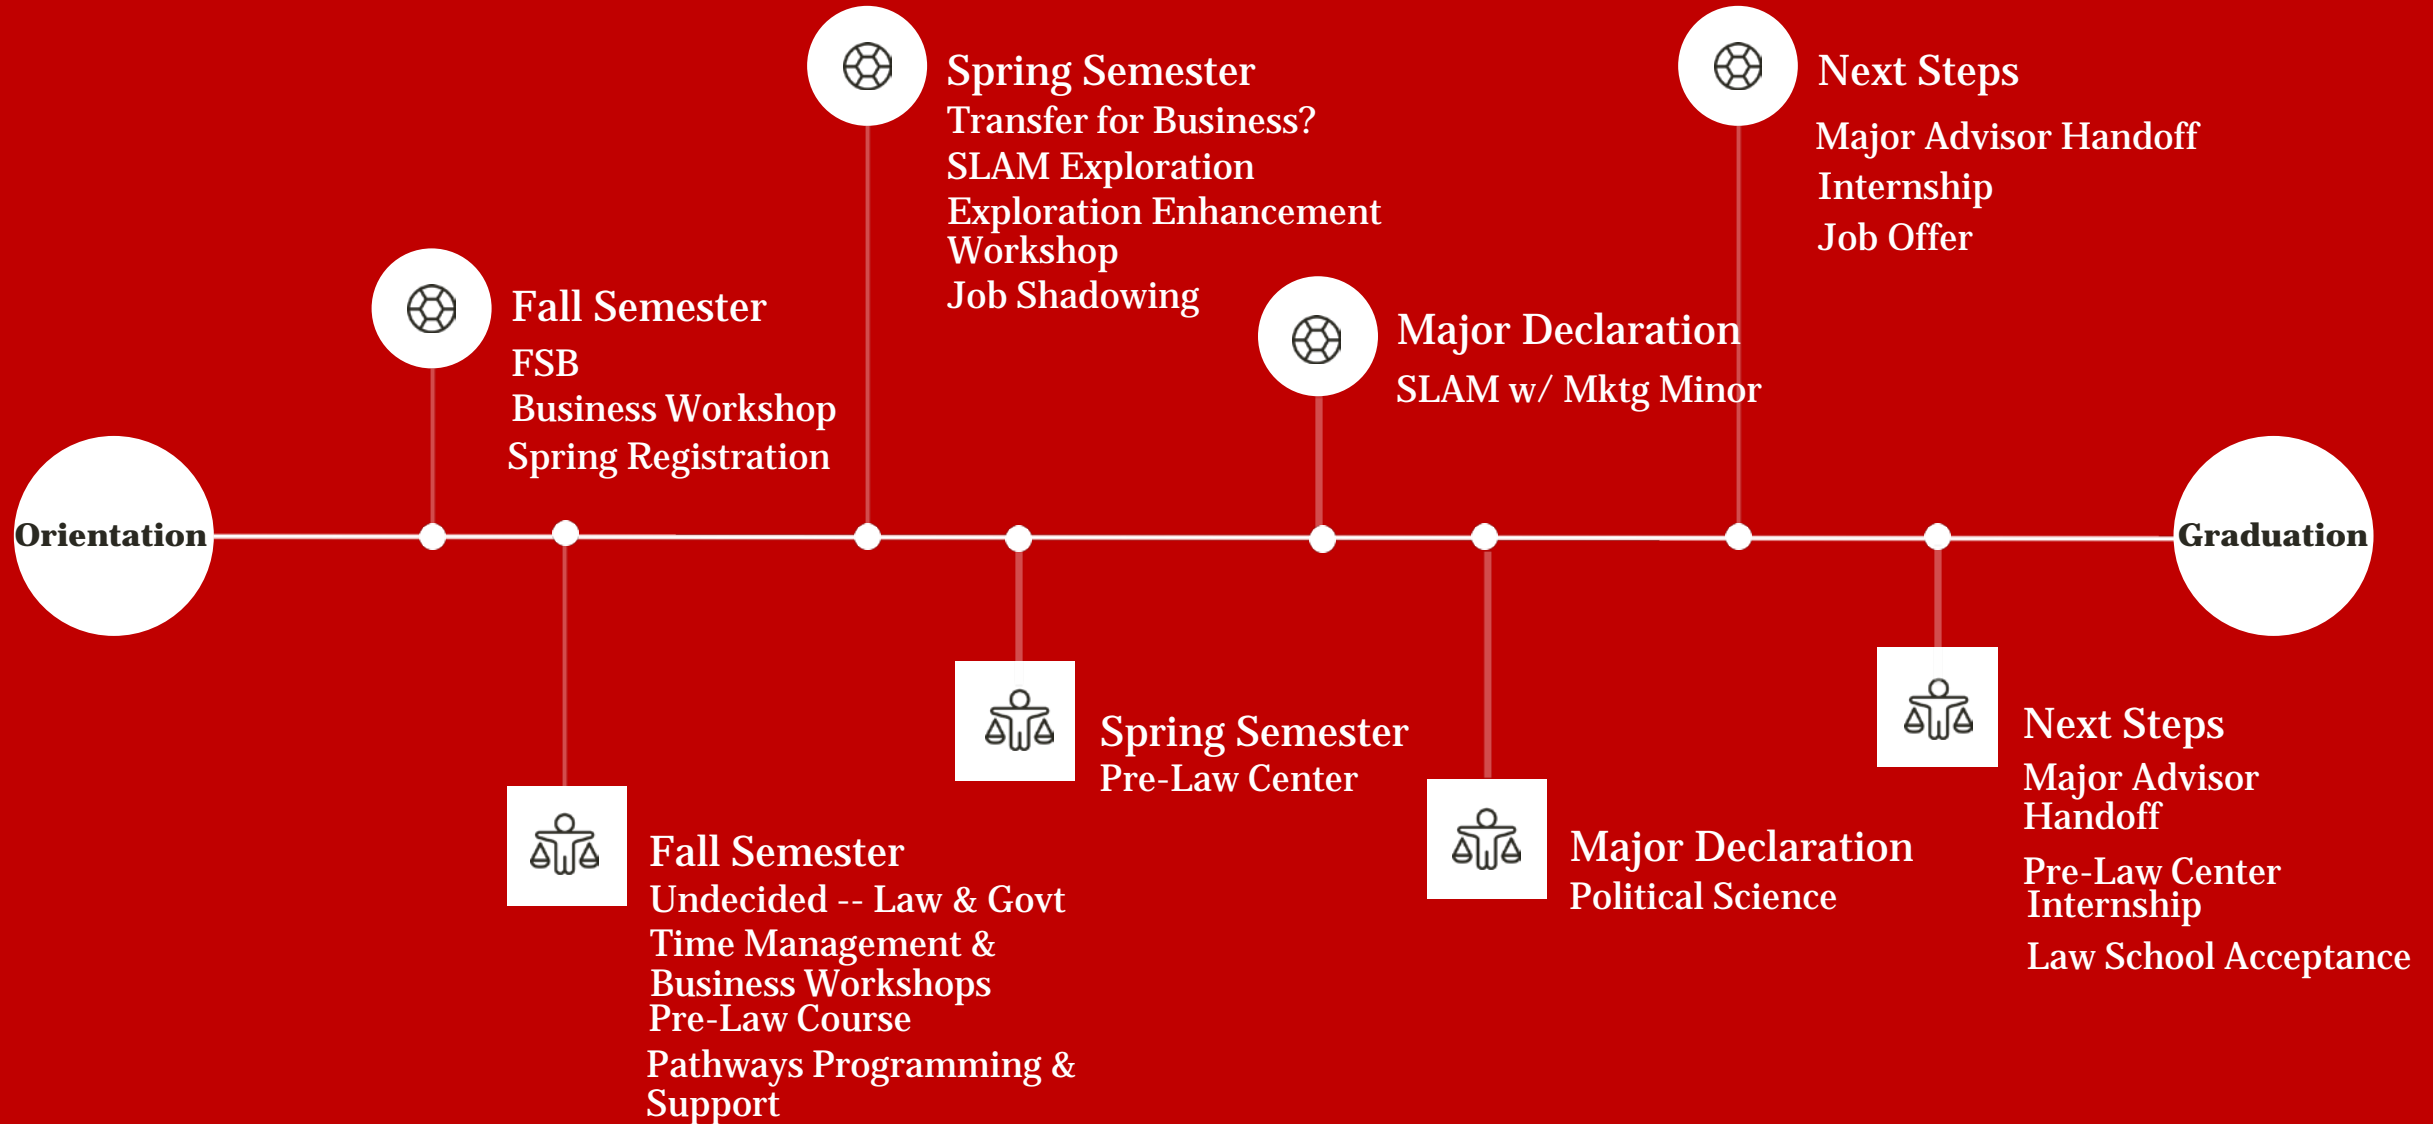 Spring Semester
Transfer for Business?
SLAM Exploration
Exploration Enhancement
Workshop
Job Shadowing
Next Steps
Major Advisor Handoff
Internship
Job Offer
Fall Semester
FSB
Business Workshop
Spring Registration
Major Declaration
SLAM w/ Mktg Minor
Orientation
Graduation
Spring Semester
Pre-Law Center
Next Steps
Major Advisor
Handoff
Pre-Law Center
Internship
Law School Acceptance
Fall Semester
Undecided -- Law & Govt
Time Management &
Business Workshops
Pre-Law Course
Pathways Programming &
Support
Major Declaration
Political Science